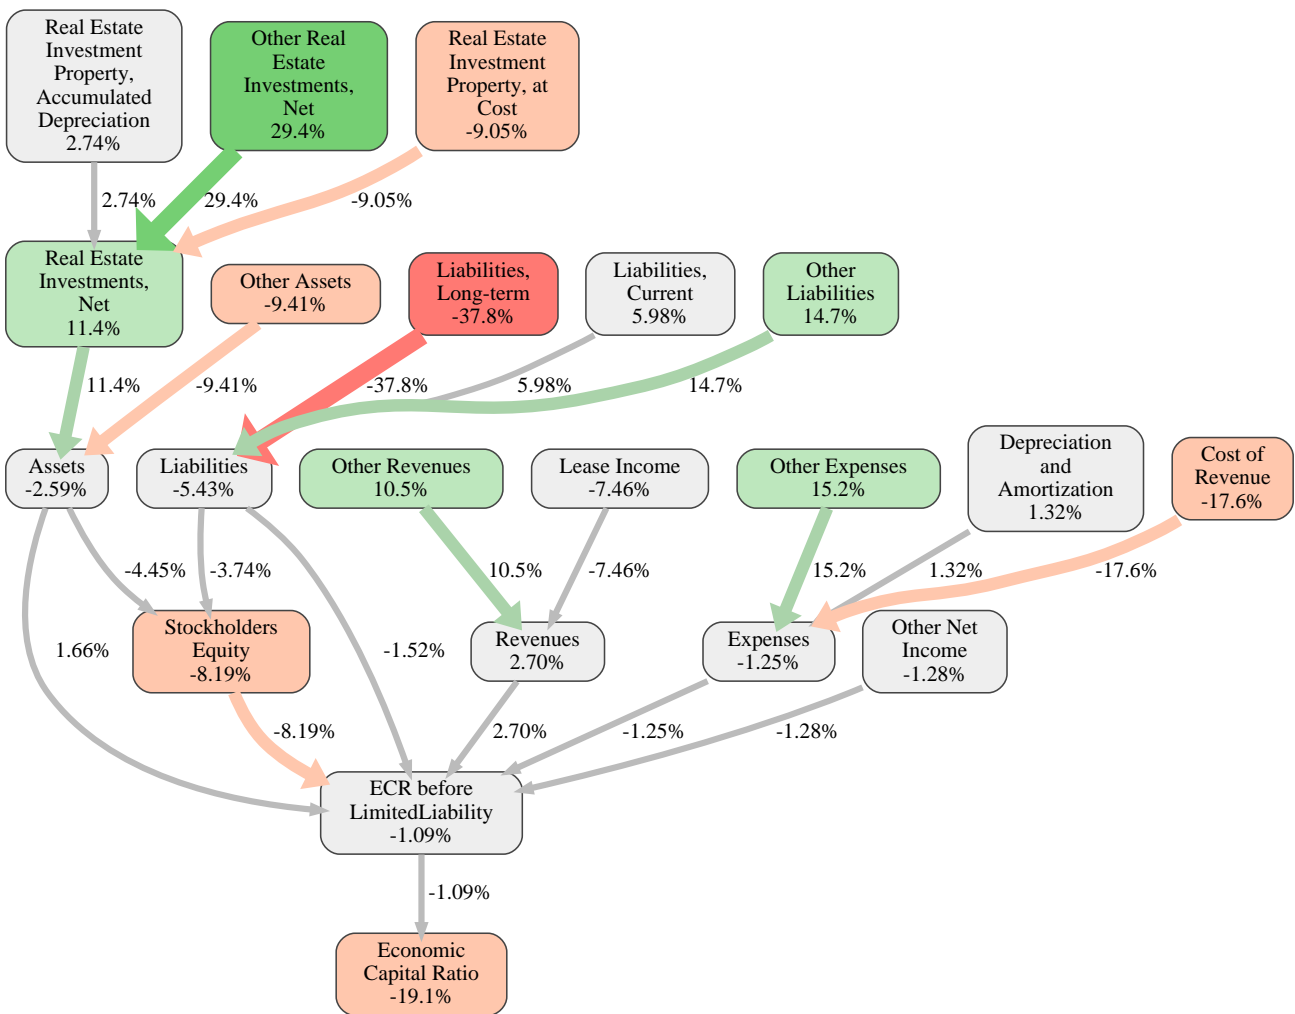 Real Estate
Investment
Property,
Accumulated
Depreciation
2.74%
Other Real
Estate
Investments,
Net
29.4%
Real Estate
Investment
Property, at
Cost
-9.05%
2.74%
29.4%
-9.05%
Real Estate
Investments,
Net
11.4%
Other Assets
-9.41%
Liabilities,
Long-term
-37.8%
Liabilities,
Current
5.98%
Other
Liabilities
14.7%
11.4%
-9.41%
-37.8%
5.98%
14.7%
Assets
-2.59%
Liabilities
-5.43%
Other Revenues
10.5%
Lease Income
-7.46%
Other Expenses
15.2%
Depreciation
and
Amortization
1.32%
Cost of
Revenue
-17.6%
-4.45%
-3.74%
10.5%
-7.46%
15.2%
1.32%
-17.6%
1.66%
Stockholders
Equity
-8.19%
-1.52%
Revenues
2.70%
Expenses
-1.25%
Other Net
Income
-1.28%
-8.19%
2.70%
-1.25%
-1.28%
ECR before
LimitedLiability
-1.09%
-1.09%
Economic
Capital Ratio
-19.1%